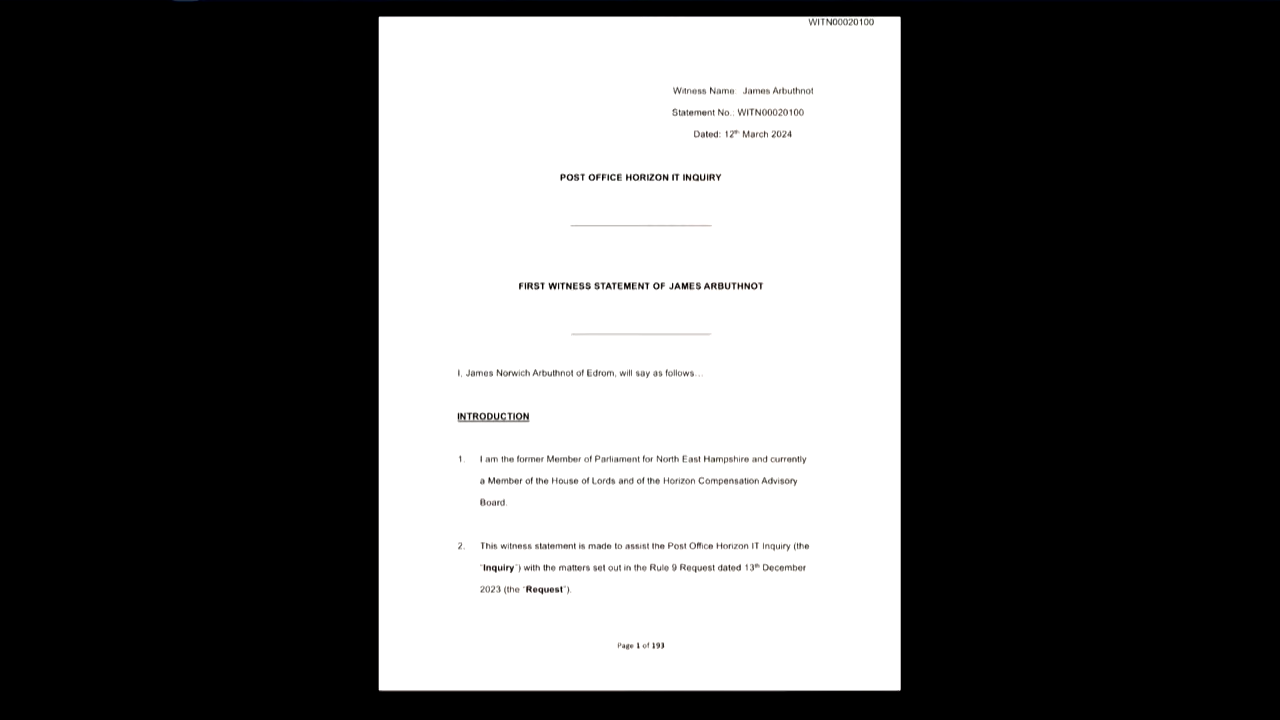 WITN00020100
Witness Name: James Arbuthnot
Statement No.: WITN00020100
Dated: 12th March 2024
POST OFFICE HORIZON IT INQUIRY
FIRST WITNESS STATEMENT OF JAMES ARBUTHNOT
I, James Norwich Arbuthnot of Edrom, will say as follows...
INTRODUCTION
1. I am the former Member of Parliament for North East Hampshire and currently
a Member of the House of Lords and of the Horizon Compensation Advisory
Board.
2. This witness statement is made to assist the Post Office Horizon IT Inquiry (the
"Inquiry") with the matters set out in the Rule 9 Request dated 13th December
2023 (the "Request").
Page 1 of 193